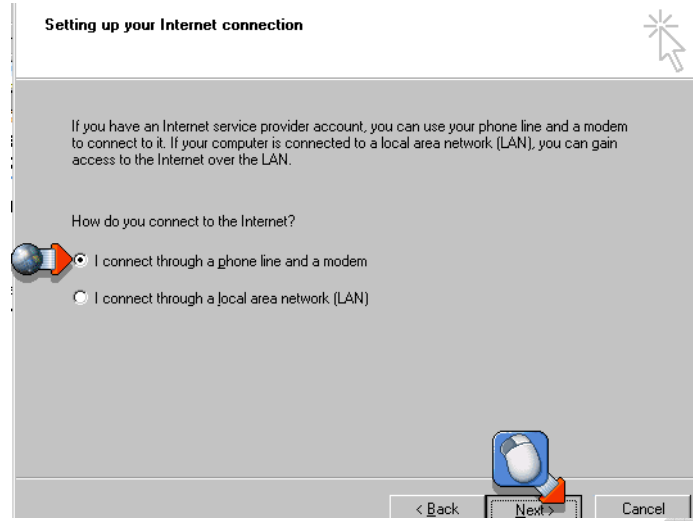 Setting up your Internet connection
If you have an Internet service provider account, you can use your phone line and a modem
to connect to it. If your computer is connected to a local area network (LAN), you can gain
access to the Internet over the LAN.
How do you connect to the Internet?
I connect through a phone line and a modem
I connect through a local area network (LAN)
< Back Next > Cancel